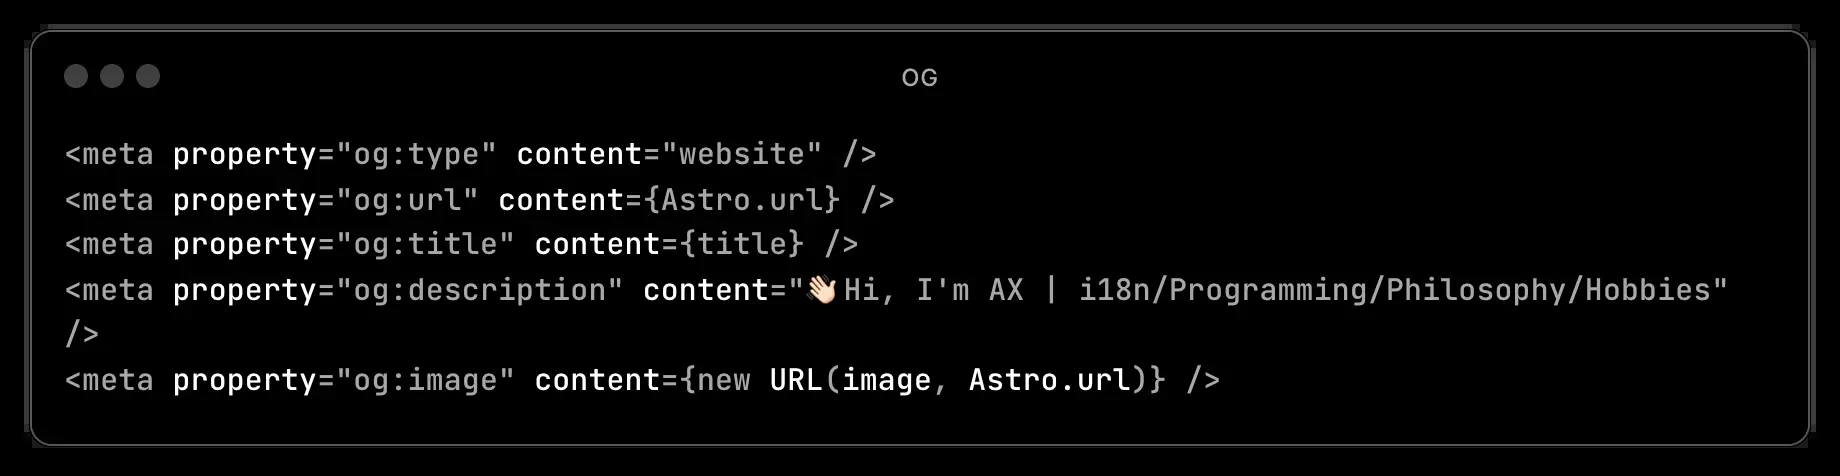 OG
<meta property="og:type" content="website" />
<meta property="og:url" content={Astro.url} />
<meta property="og:title" content={title} />
<meta property="og:description" content="👋🏻Hi, I'm AX | i18n/Programming/Philosophy/Hobbies"
/>
<meta property="og:image" content={new URL(image, Astro.url)} />